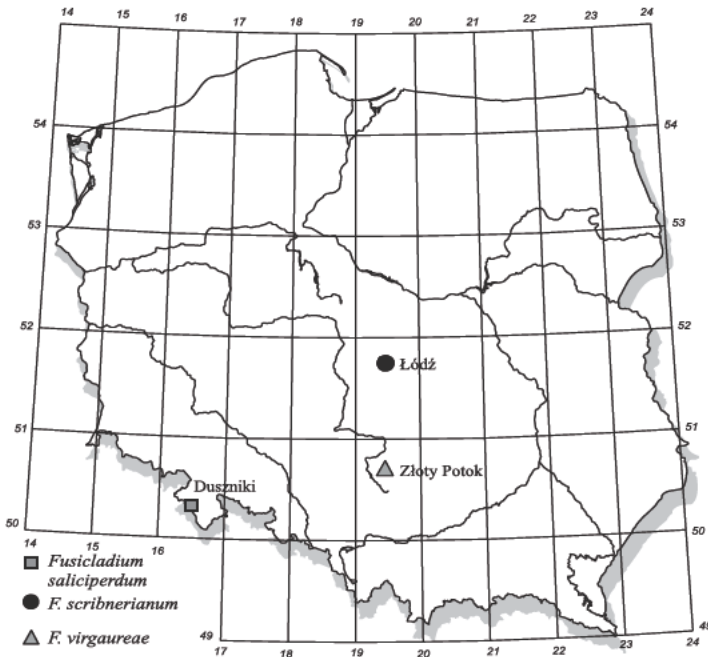 14 15 16 17 18 19 20 21 22 23 24
54 54
53 53
52 52
Łódź
51 51
Złoty Potok
Duszniki
50 50
14 15 16
Fusicladium
saliciperdum
F. scribnerianum
F. virgaureae
49 49
17 18 19 20 21 22 23